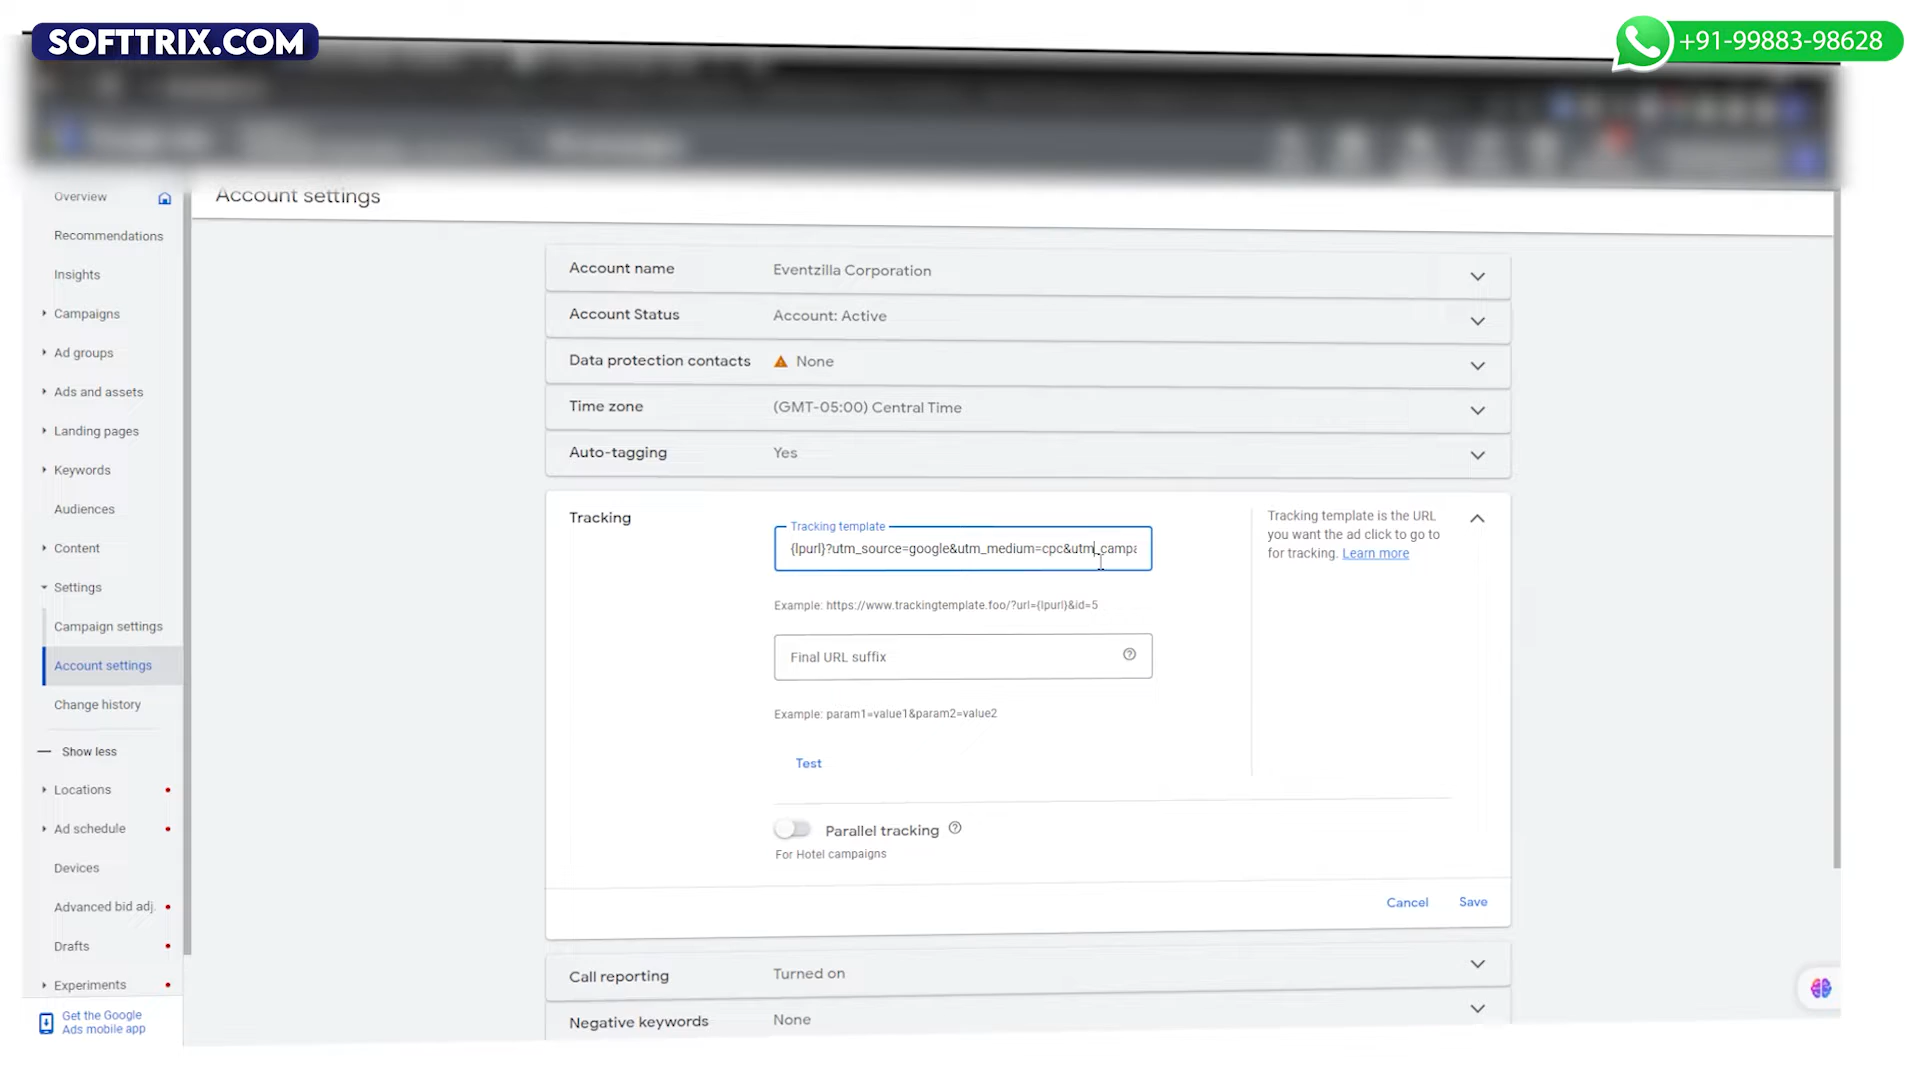 SOFTTRIX.COM
+91-99883-98628
Account settings
Overview
Recommendations
Insights
Campaigns
Ad groups
Ads and assets
Landing pages
Keywords
Audiences
Content
Settings
Campaign settings
Account settings
Change history
Show less
Locations
Ad schedule
Devices
Advanced bid adj.
Drafts
Experiments
Get the Google
Ads mobile app
Account name Eventzilla Corporation
Account Status Account: Active
Data protection contacts None
Time zone (GMT-05:00) Central Time
Auto-tagging Yes
Tracking
Tracking template
{lpurl}?utm_source=google&utm_medium=cpc&utm_campa
Example: https://www.trackingtemplate.foo/?url={lpurl}&id=5
Final URL suffix
Example: param1=value1&param2=value2
Test
Parallel tracking
For Hotel campaigns
Tracking template is the URL
you want the ad click to go to
for tracking. Learn more
Cancel Save
Call reporting Turned on
Negative keywords None